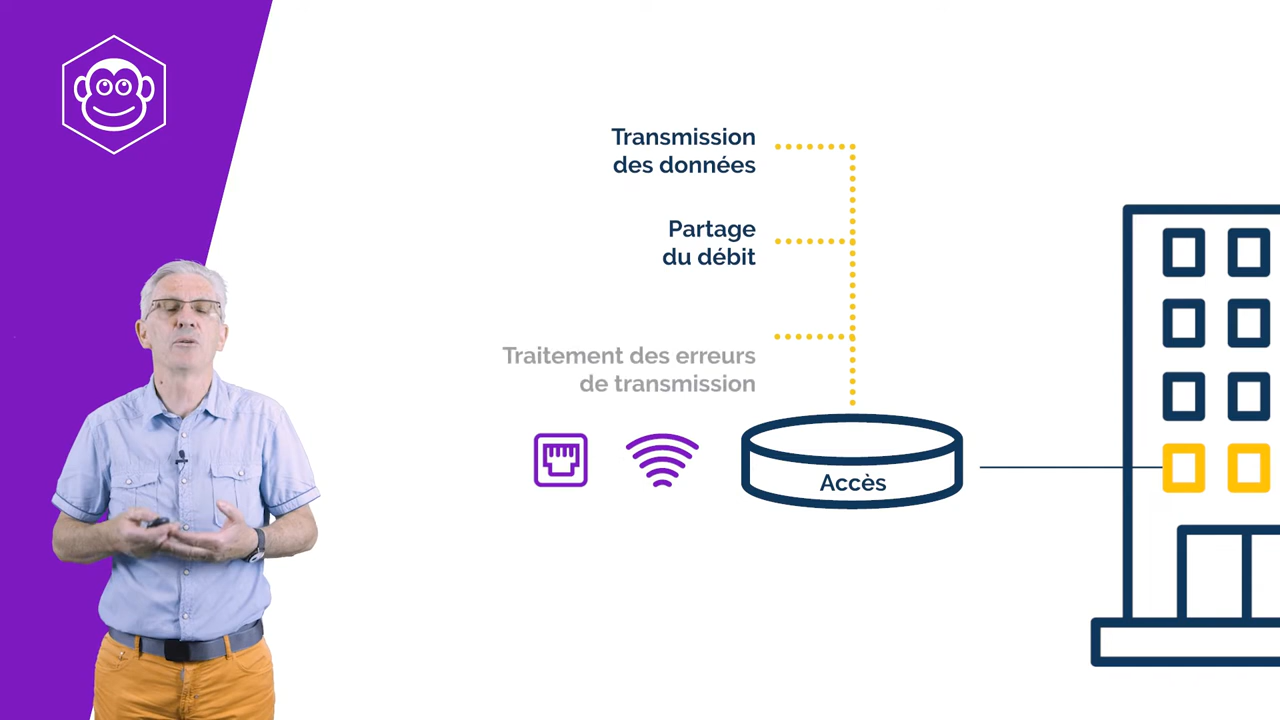 Transmission
des données
Partage
du débit
Traitement des erreurs
de transmission
Accès